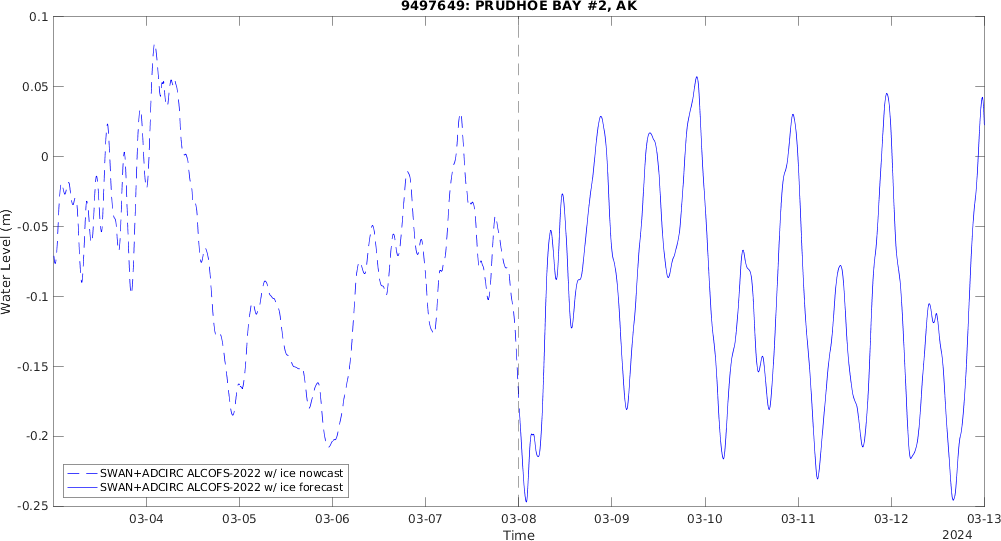 9497649: PRUDHOE BAY #2, AK
0.1
0.05
0
-0.05
-0.1
-0.15
-0.2
-0.25
Water Level (m)
SWAN+ADCIRC ALCOFS-2022 w/ ice nowcast
SWAN+ADCIRC ALCOFS-2022 w/ ice forecast
03-04 03-05 03-06 03-07 03-08 03-09 03-10 03-11 03-12 03-13
Time
2024